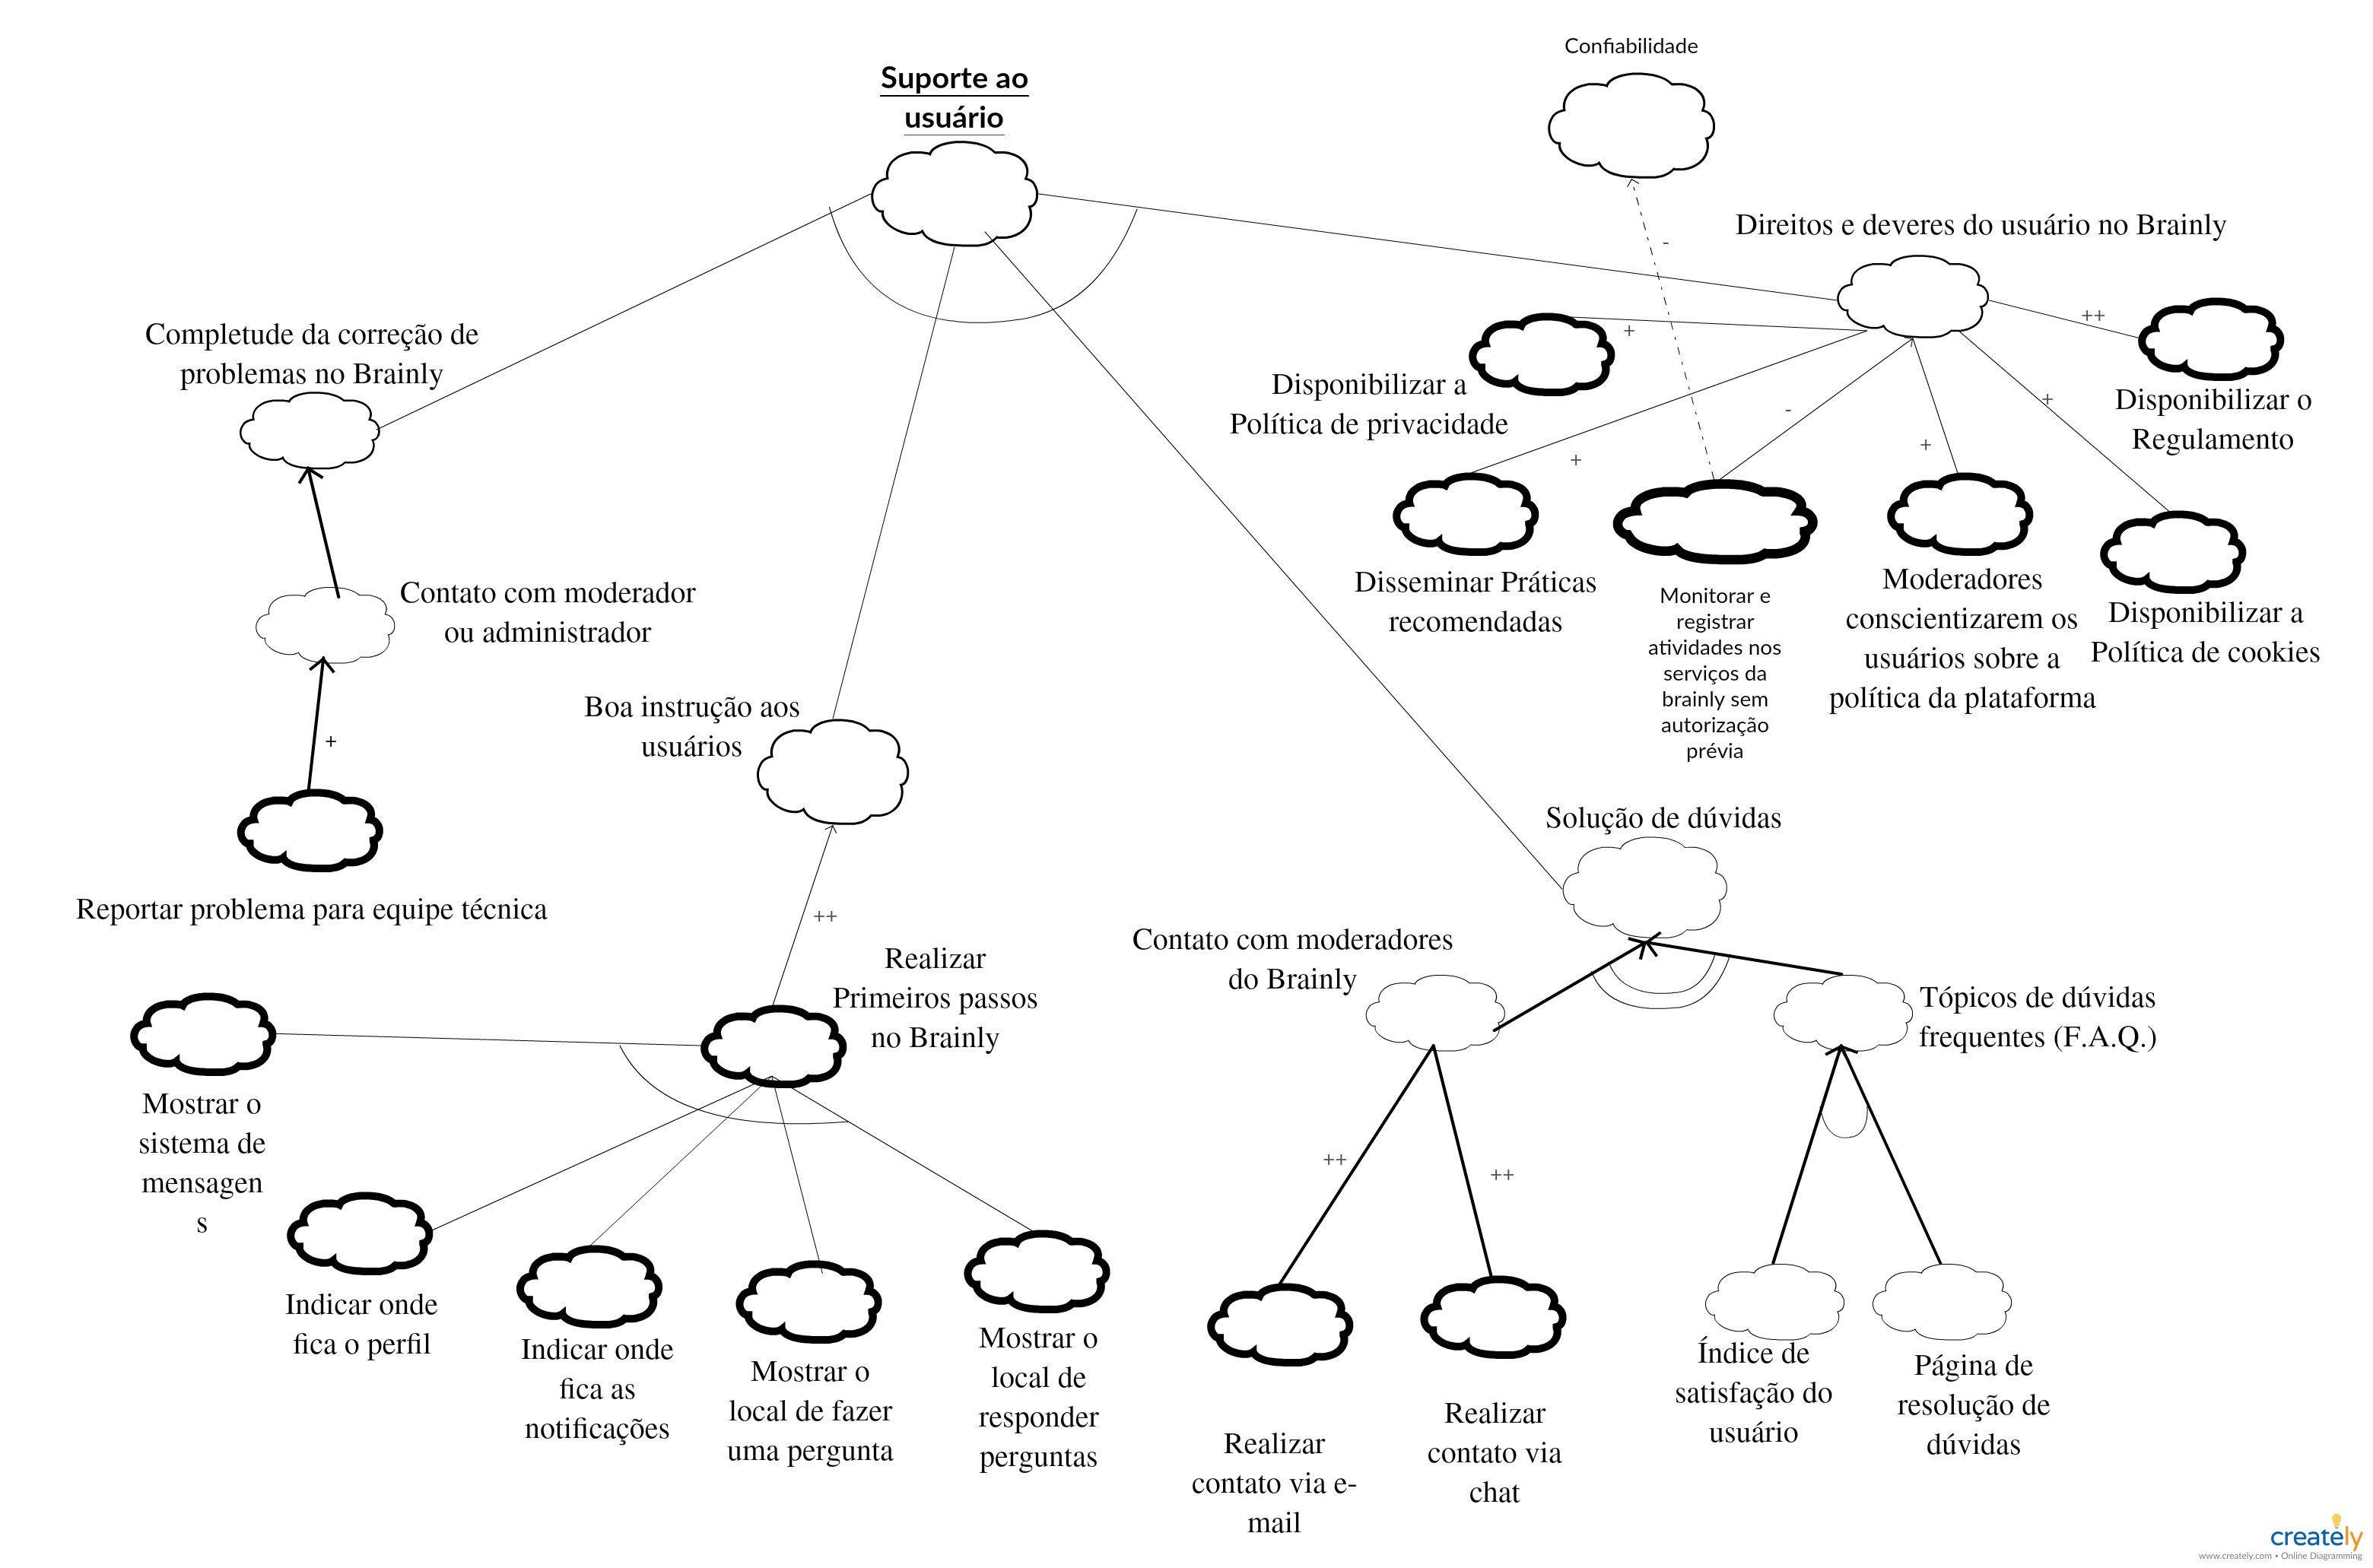 Confiabilidade
Suporte ao
usuário
-
Direitos e deveres do usuário no Brainly
++
+
Completude da correção de
problemas no Brainly
Disponibilizar a
Política de privacidade
-
+
Disponibilizar o
Regulamento
+
+
Contato com moderador
ou administrador
Disseminar Práticas
recomendadas
Monitorar e
registrar
atividades nos
serviços da
brainly sem
autorização
prévia
Moderadores
conscientizarem os
usuários sobre a
política da plataforma
Disponibilizar a
Política de cookies
+
Boa instrução aos
usuários
Solução de dúvidas
Reportar problema para equipe técnica
++
Realizar
Primeiros passos
no Brainly
Contato com moderadores
do Brainly
Tópicos de dúvidas
frequentes (F.A.Q.)
Mostrar o
sistema de
mensagen
s
++
++
Indicar onde
fica o perfil
Indicar onde
fica as
notificações
Mostrar o
local de fazer
uma pergunta
Mostrar o
local de
responder
perguntas
Realizar
contato via e-
mail
Realizar
contato via
chat
Índice de
satisfação do
usuário
Página de
resolução de
dúvidas
creately
www.creately.com • Online Diagramming